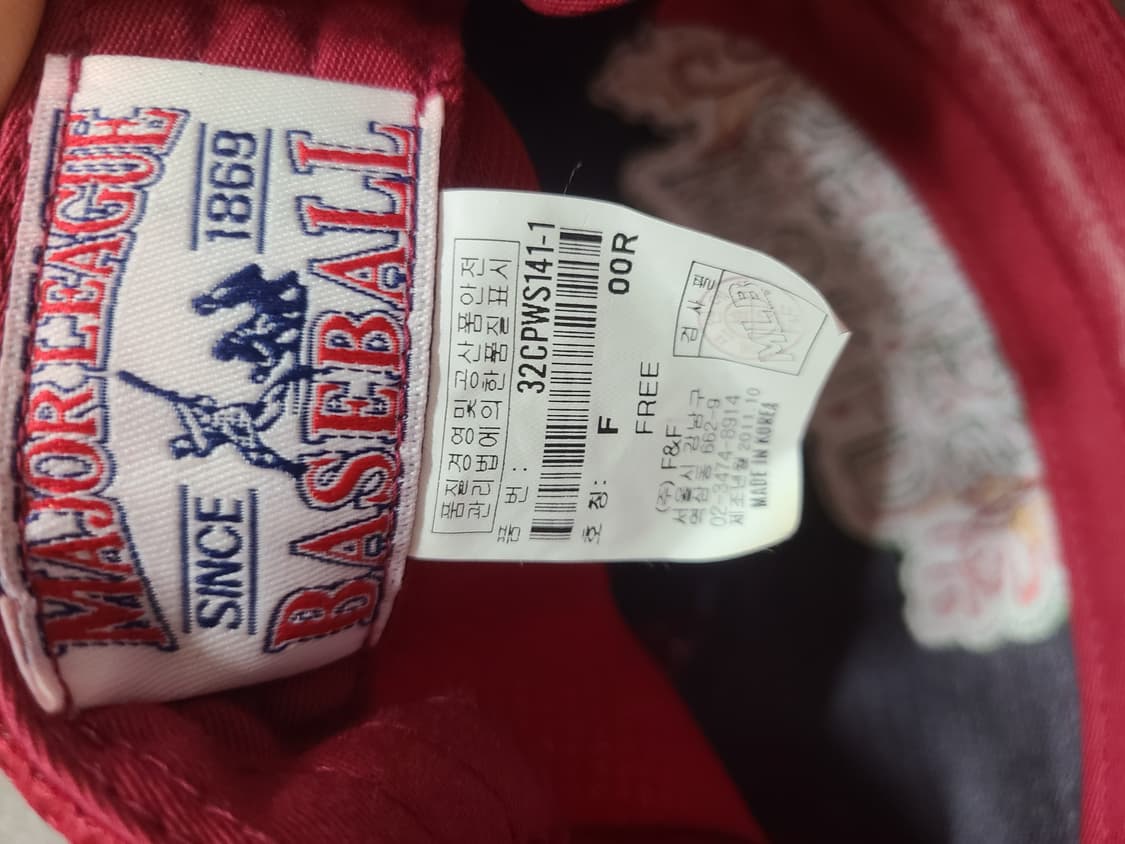 MAJOR LEAGUE
SINCE 1869
BASEBALL
품질경영 및 공산품안전
관리법에 의한 품질표시
품 번 :
32CPWS141-1
호 칭 : F 00R
FREE
검사필
MLB
(주) F&F
서울시 강남구
역삼동 662-9
02-3474-8914
제조년월 2011.10
MADE IN KOREA